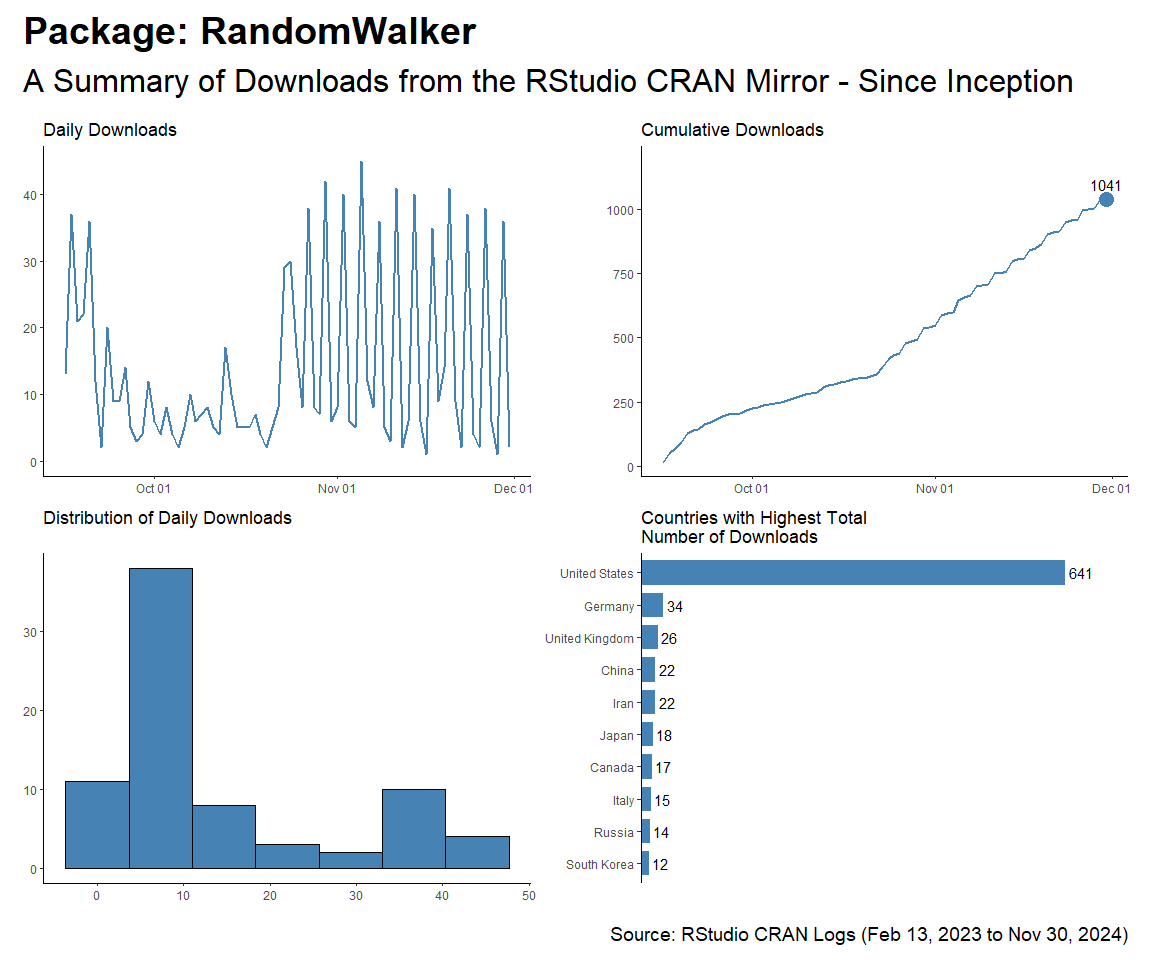 Package: RandomWalker
A Summary of Downloads from the RStudio CRAN Mirror - Since Inception
Daily Downloads
40
30
20
10
0
Oct 01
Nov 01
Dec 01
Cumulative Downloads
1041
1000
750
500
250
0
Oct 01
Nov 01
Dec 01
Distribution of Daily Downloads
30
20
10
0
0
10
20
30
40
50
Countries with Highest Total
Number of Downloads
United States 641
Germany 34
United Kingdom 26
China 22
Iran 22
Japan 18
Canada 17
Italy 15
Russia 14
South Korea 12
Source: RStudio CRAN Logs (Feb 13, 2023 to Nov 30, 2024)